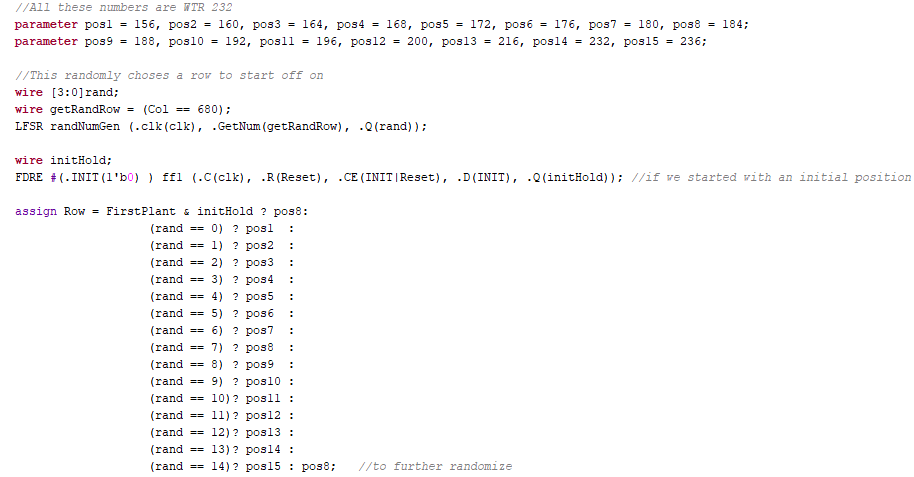 //All these numbers are WTR 232
parameter pos1 = 156, pos2 = 160, pos3 = 164, pos4 = 168, pos5 = 172, pos6 = 176, pos7 = 180, pos8 = 184;
parameter pos9 = 188, pos10 = 192, pos11 = 196, pos12 = 200, pos13 = 216, pos14 = 232, pos15 = 236;
//This randomly choses a row to start off on
wire [3:0]rand;
wire getRandRow = (Col == 680);
LFSR randNumGen (.clk(clk), .GetNum(getRandRow), .Q(rand));
wire initHold;
FDRE #(.INIT(1'b0) ) ff1 (.C(clk), .R(Reset), .CE(INIT|Reset), .D(INIT), .Q(initHold)); //if we started with an initial position
assign Row = FirstPlant & initHold ? pos8:
(rand == 0) ? pos1 :
(rand == 1) ? pos2 :
(rand == 2) ? pos3 :
(rand == 3) ? pos4 :
(rand == 4) ? pos5 :
(rand == 5) ? pos6 :
(rand == 6) ? pos7 :
(rand == 7) ? pos8 :
(rand == 8) ? pos9 :
(rand == 9) ? pos10 :
(rand == 10)? pos11 :
(rand == 11)? pos12 :
(rand == 12)? pos13 :
(rand == 13)? pos14 :
(rand == 14)? pos15 : pos8; //to further randomize